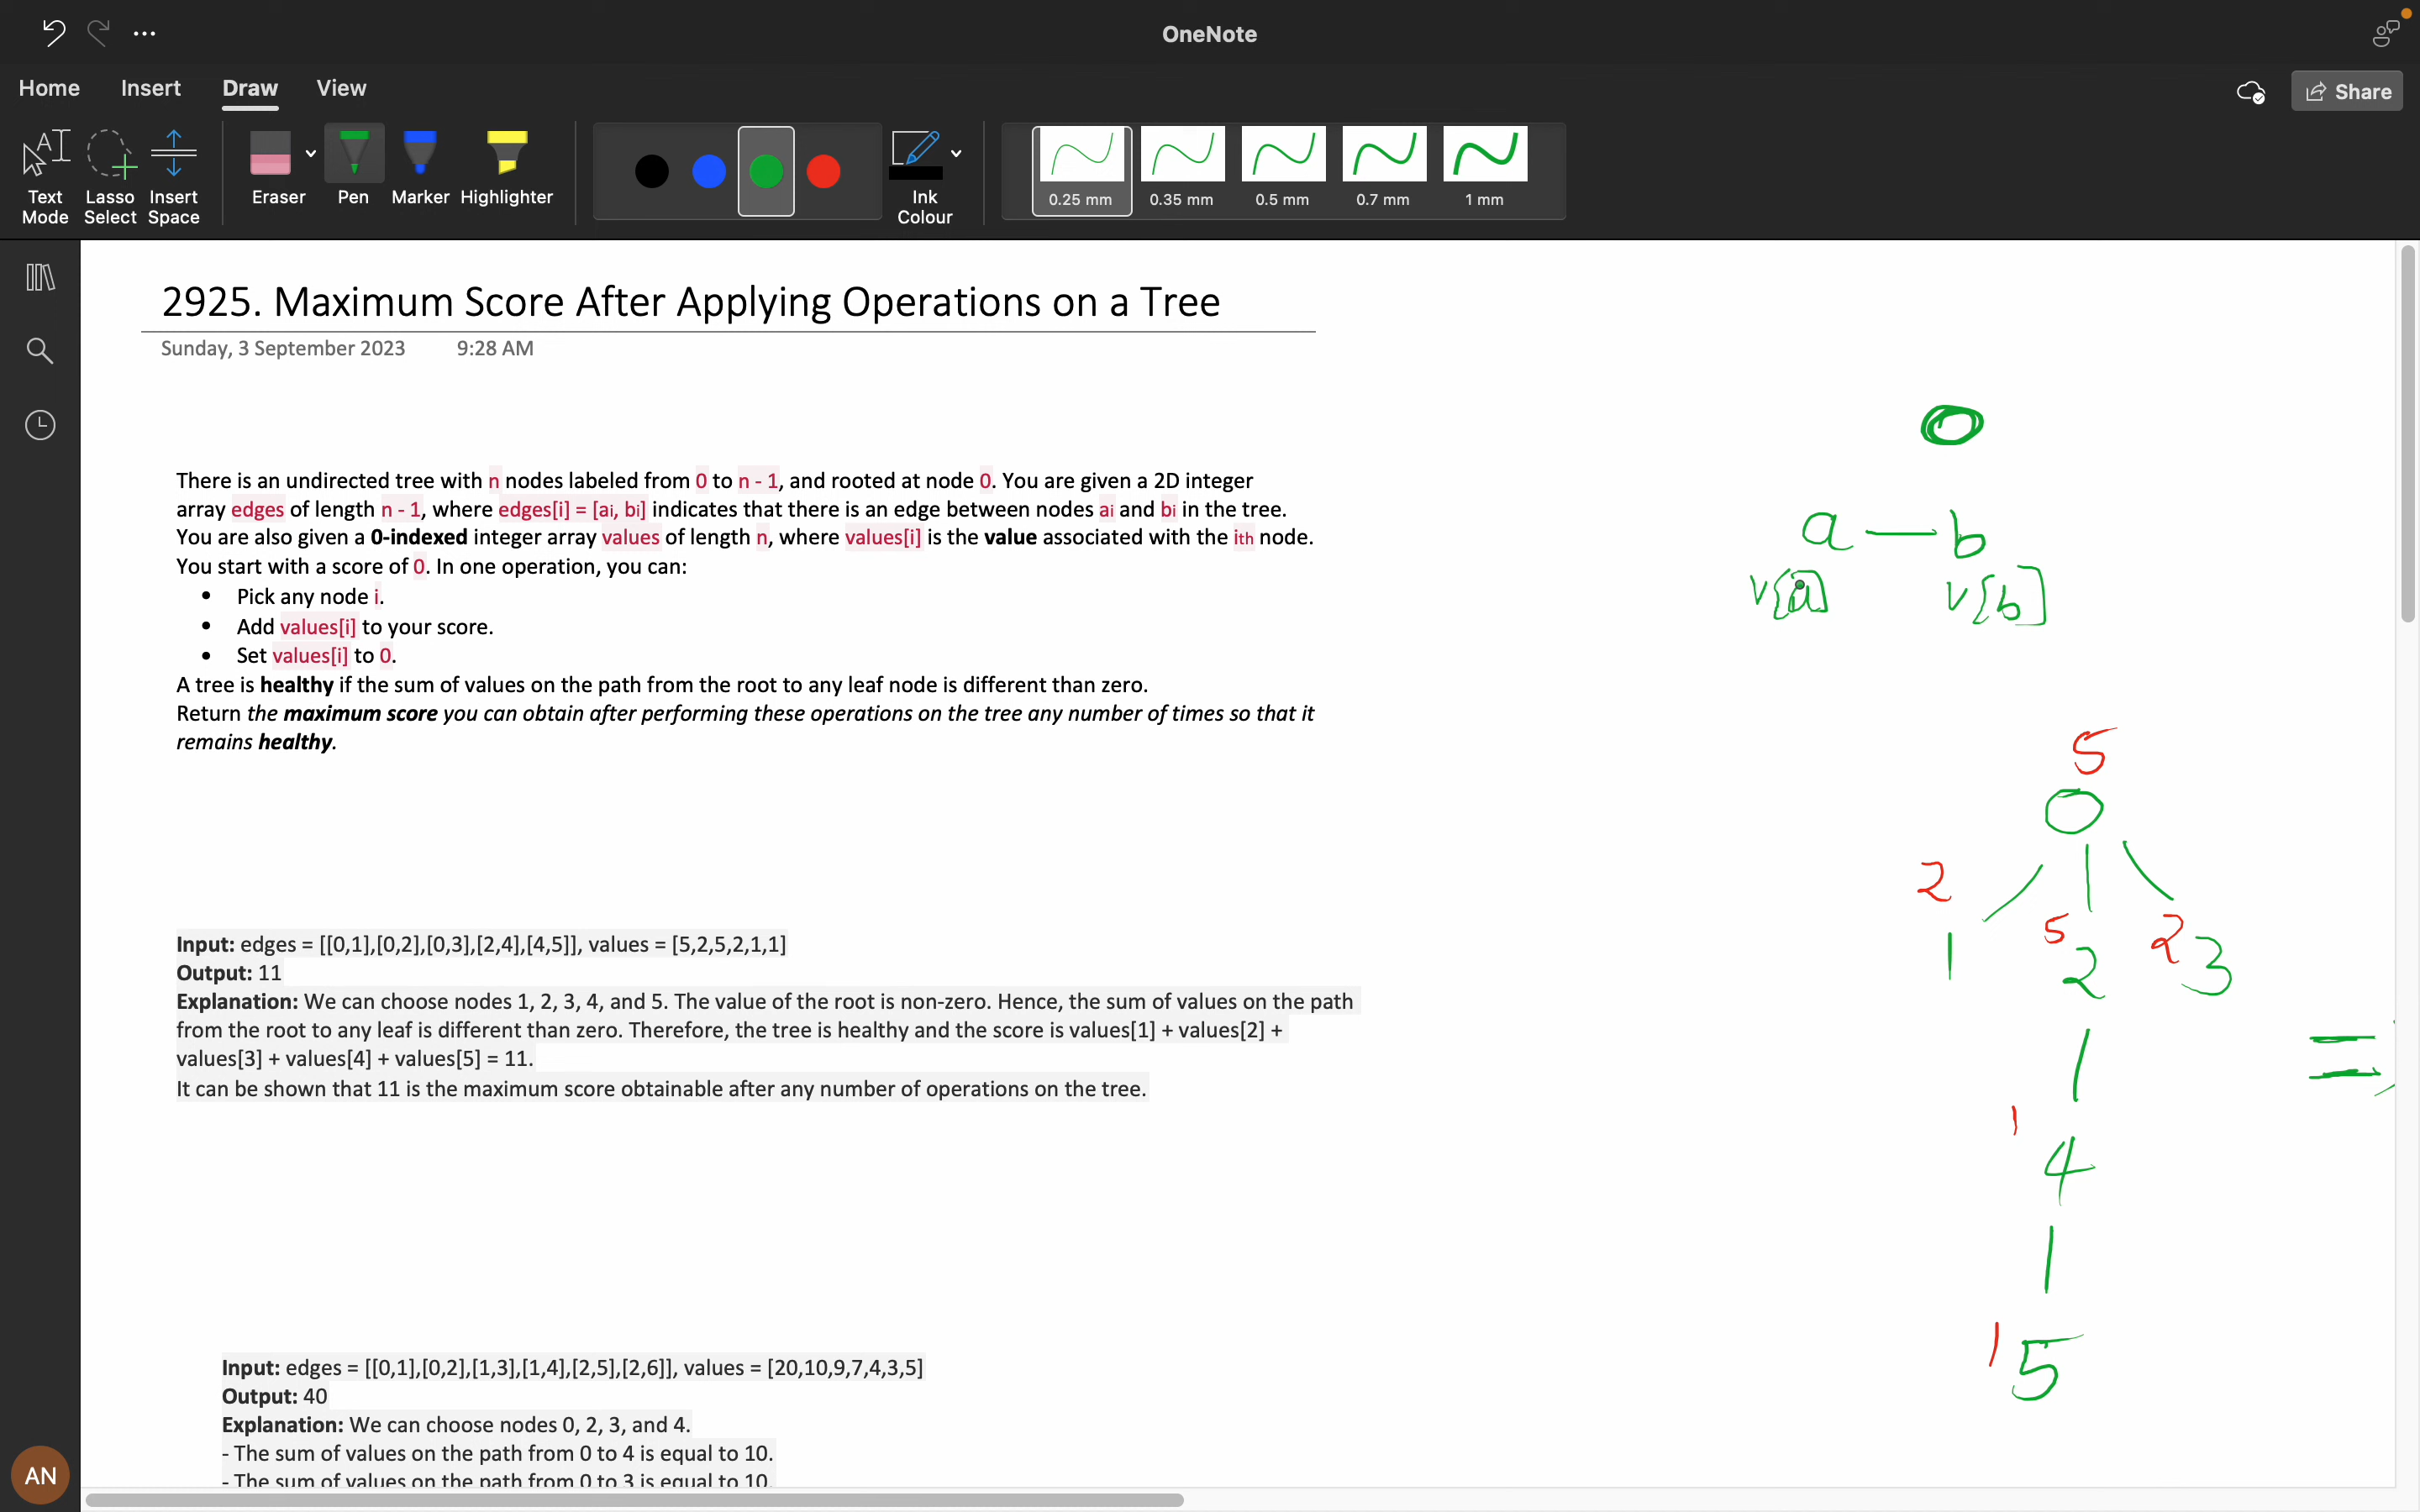 OneNote
Home Insert Draw View
Share
Text Mode
Lasso Select
Insert Space
Eraser
Pen
Marker
Highlighter
Ink Colour
0.25 mm
0.35 mm
0.5 mm
0.7 mm
1 mm
2925. Maximum Score After Applying Operations on a Tree
Sunday, 3 September 2023 9:28 AM
There is an undirected tree with n nodes labeled from 0 to n - 1, and rooted at node 0. You are given a 2D integer
array edges of length n - 1, where edges[i] = [ai, bi] indicates that there is an edge between nodes ai and bi in the tree.
You are also given a 0-indexed integer array values of length n, where values[i] is the value associated with the ith node.
You start with a score of 0. In one operation, you can:
• Pick any node i.
• Add values[i] to your score.
• Set values[i] to 0.
A tree is healthy if the sum of values on the path from the root to any leaf node is different than zero.
Return the maximum score you can obtain after performing these operations on the tree any number of times so that it
remains healthy.
Input: edges = [[0,1],[0,2],[0,3],[2,4],[4,5]], values = [5,2,5,2,1,1]
Output: 11
Explanation: We can choose nodes 1, 2, 3, 4, and 5. The value of the root is non-zero. Hence, the sum of values on the path
from the root to any leaf is different than zero. Therefore, the tree is healthy and the score is values[1] + values[2] +
values[3] + values[4] + values[5] = 11.
It can be shown that 11 is the maximum score obtainable after any number of operations on the tree.
Input: edges = [[0,1],[0,2],[1,3],[1,4],[2,5],[2,6]], values = [20,10,9,7,4,3,5]
Output: 40
Explanation: We can choose nodes 0, 2, 3, and 4.
- The sum of values on the path from 0 to 4 is equal to 10.
- The sum of values on the path from 0 to 3 is equal to 10.
AN
0
a — b
v[a] v[b]
5
0
2
5
2
1 2 3
1
4
1
5